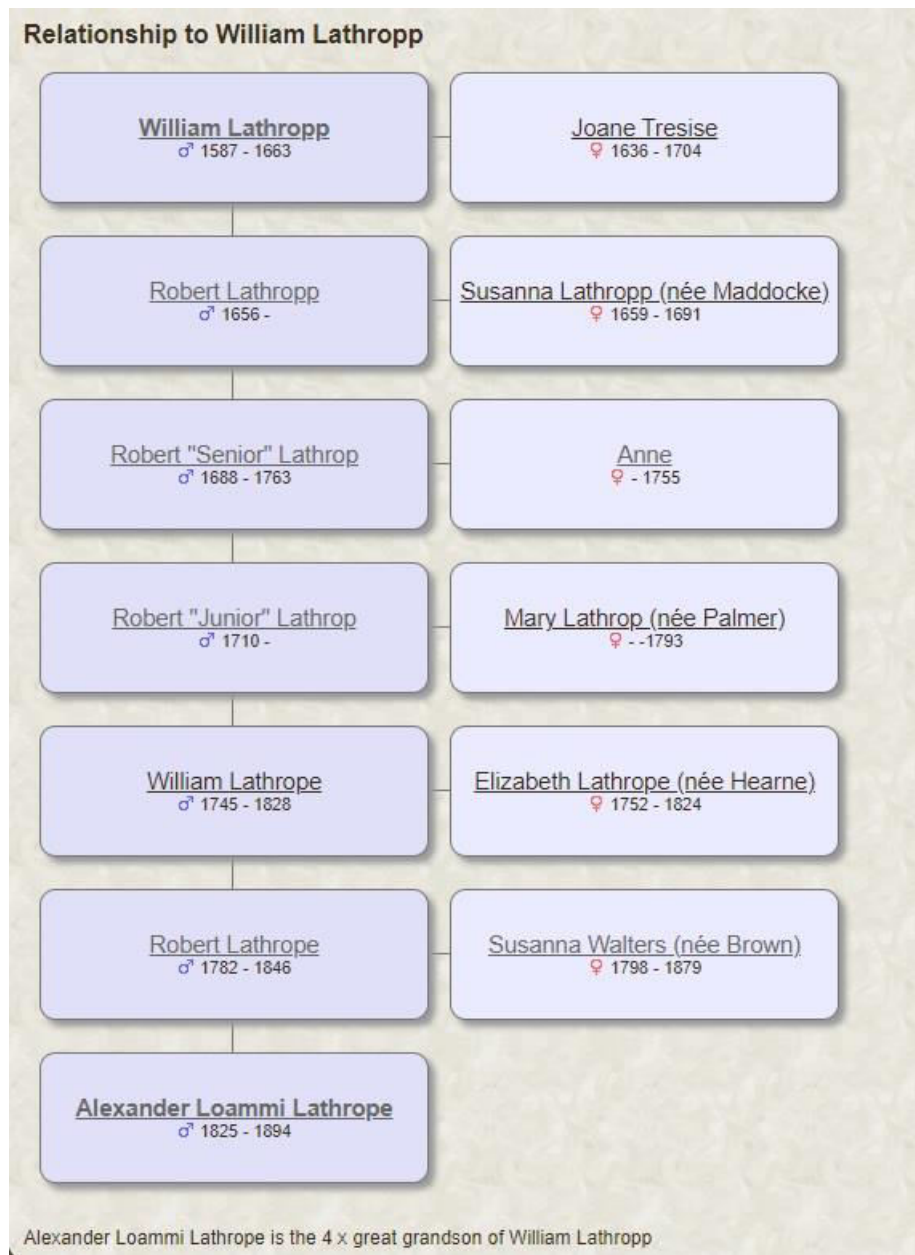 Relationship to William Lathropp
William Lathropp
♂ 1587 - 1663
Joane Tresise
♀ 1636 - 1704
Robert Lathropp
♂ 1656 -
Susanna Lathropp (née Maddocke)
♀ 1659 - 1691
Robert "Senior" Lathrop
♂ 1688 - 1763
Anne
♀ - 1755
Robert "Junior" Lathrop
♂ 1710 -
Mary Lathrop (née Palmer)
♀ - -1793
William Lathrope
♂ 1745 - 1828
Elizabeth Lathrope (née Hearne)
♀ 1752 - 1824
Robert Lathrope
♂ 1782 - 1846
Susanna Walters (née Brown)
♀ 1798 - 1879
Alexander Loammi Lathrope
♂ 1825 - 1894
Alexander Loammi Lathrope is the 4 x great grandson of William Lathropp